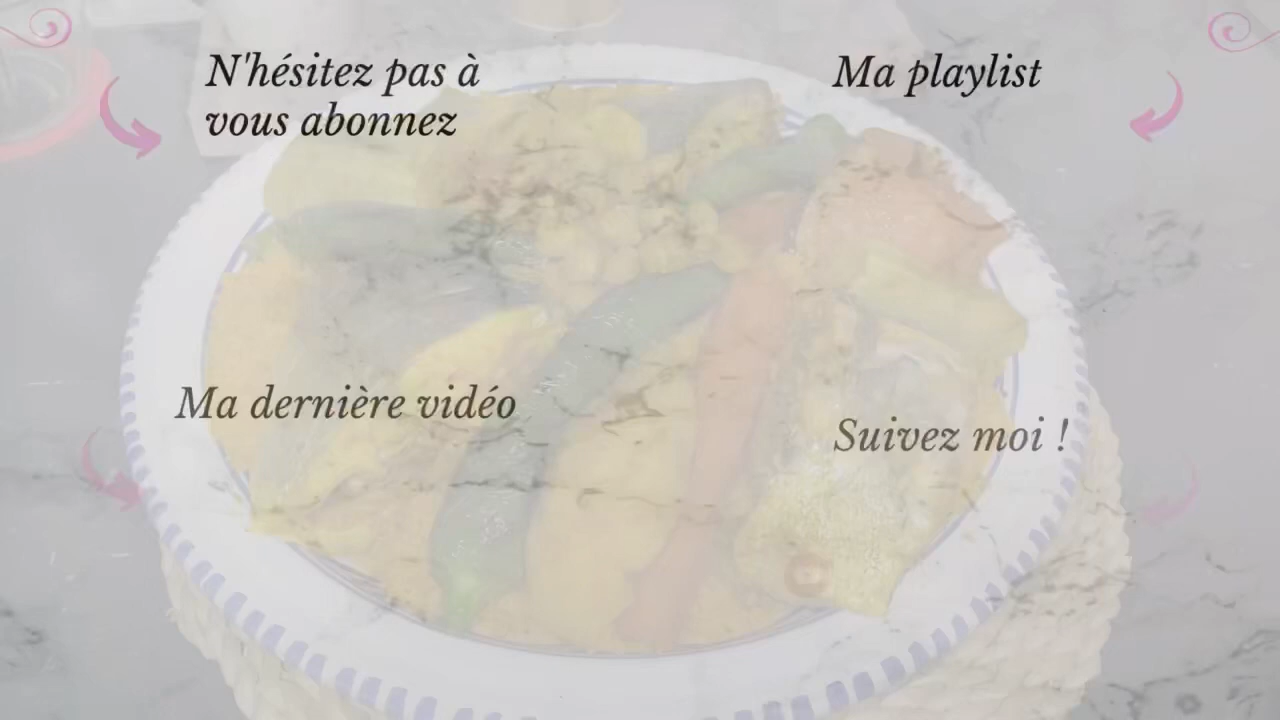 N'hésitez pas à
vous abonnez
Ma playlist
Ma dernière vidéo
Suivez moi !